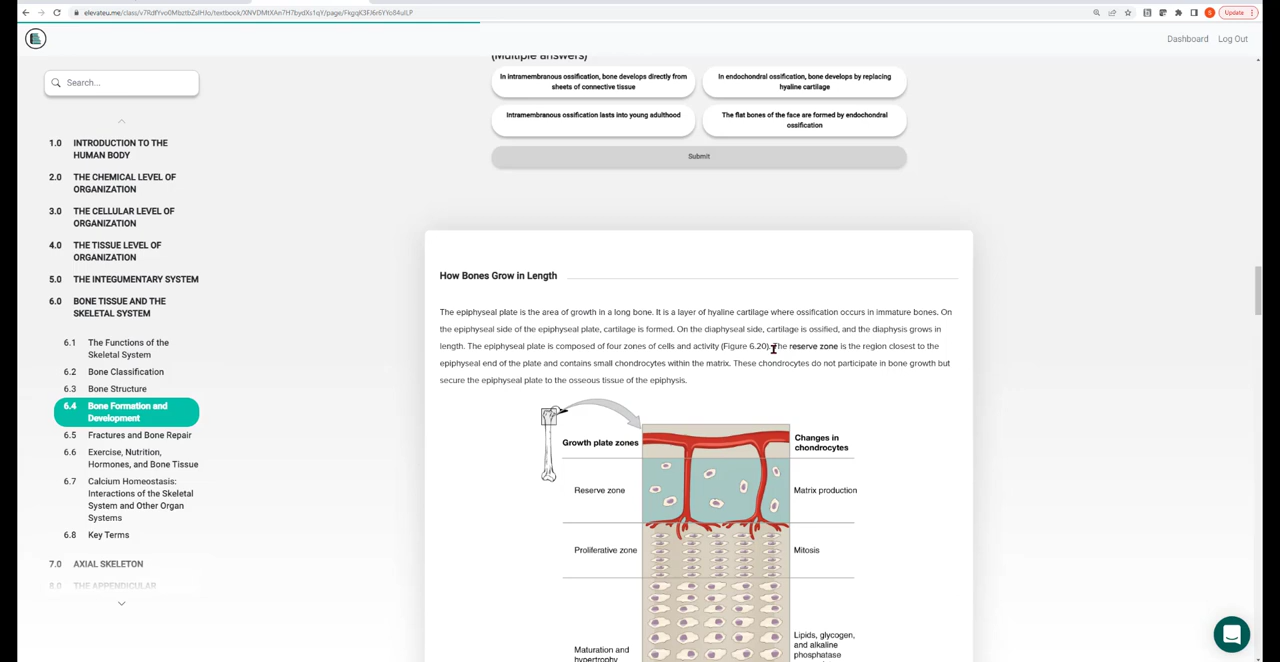 elevateu.me/class/v7RdfYvo0MbztbZslHJo/textbook/XNVDMtXAn7H7bydXs1qY/page/FkgqK3FJ6r6YYo84ulLP
Update
Dashboard
Log Out
Search...
1.0 INTRODUCTION TO THE
HUMAN BODY
2.0 THE CHEMICAL LEVEL OF
ORGANIZATION
3.0 THE CELLULAR LEVEL OF
ORGANIZATION
4.0 THE TISSUE LEVEL OF
ORGANIZATION
5.0 THE INTEGUMENTARY SYSTEM
6.0 BONE TISSUE AND THE
SKELETAL SYSTEM
6.1 The Functions of the
Skeletal System
6.2 Bone Classification
6.3 Bone Structure
6.4 Bone Formation and
Development
6.5 Fractures and Bone Repair
6.6 Exercise, Nutrition,
Hormones, and Bone Tissue
6.7 Calcium Homeostasis:
Interactions of the Skeletal
System and Other Organ
Systems
6.8 Key Terms
7.0 AXIAL SKELETON
8.0 THE APPENDICULAR
(Multiple answers)
In intramembranous ossification, bone develops directly from
sheets of connective tissue
In endochondral ossification, bone develops by replacing
hyaline cartilage
Intramembranous ossification lasts into young adulthood
The flat bones of the face are formed by endochondral
ossification
Submit
How Bones Grow in Length
The epiphyseal plate is the area of growth in a long bone. It is a layer of hyaline cartilage where ossification occurs in immature bones. On
the epiphyseal side of the epiphyseal plate, cartilage is formed. On the diaphyseal side, cartilage is ossified, and the diaphysis grows in
length. The epiphyseal plate is composed of four zones of cells and activity (Figure 6.20). The reserve zone is the region closest to the
epiphyseal end of the plate and contains small chondrocytes within the matrix. These chondrocytes do not participate in bone growth but
secure the epiphyseal plate to the osseous tissue of the epiphysis.
Growth plate zones
Changes in
chondrocytes
Reserve zone
Matrix production
Proliferative zone
Mitosis
Maturation and
hypertrophy
Lipids, glycogen,
and alkaline
phosphatase